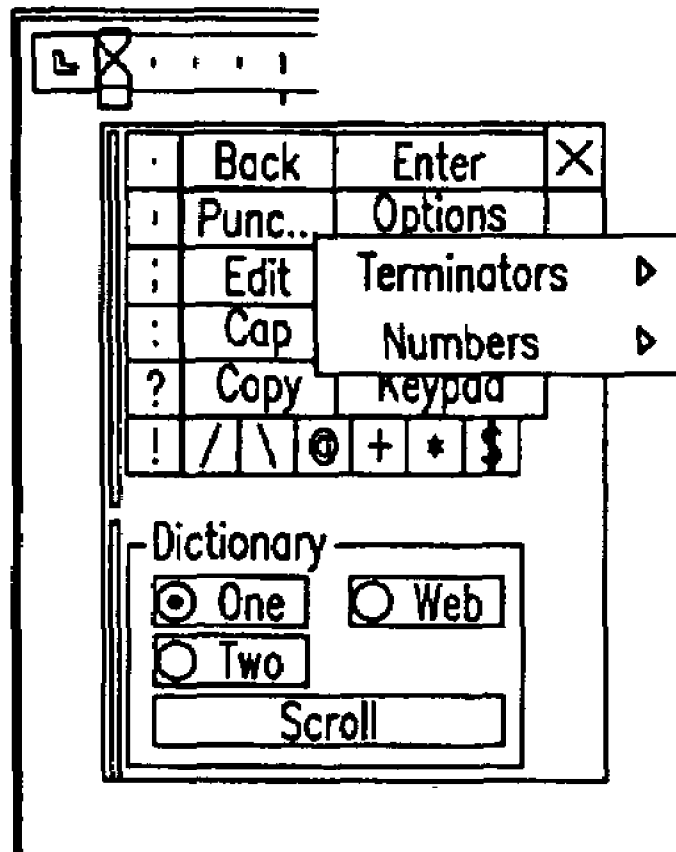 . Back Enter X
, Punc.. Options
; Edit Terminators
: Cap Numbers
? Copy Keypad
! / \ @ + * $
Dictionary
One Web
Two
Scroll